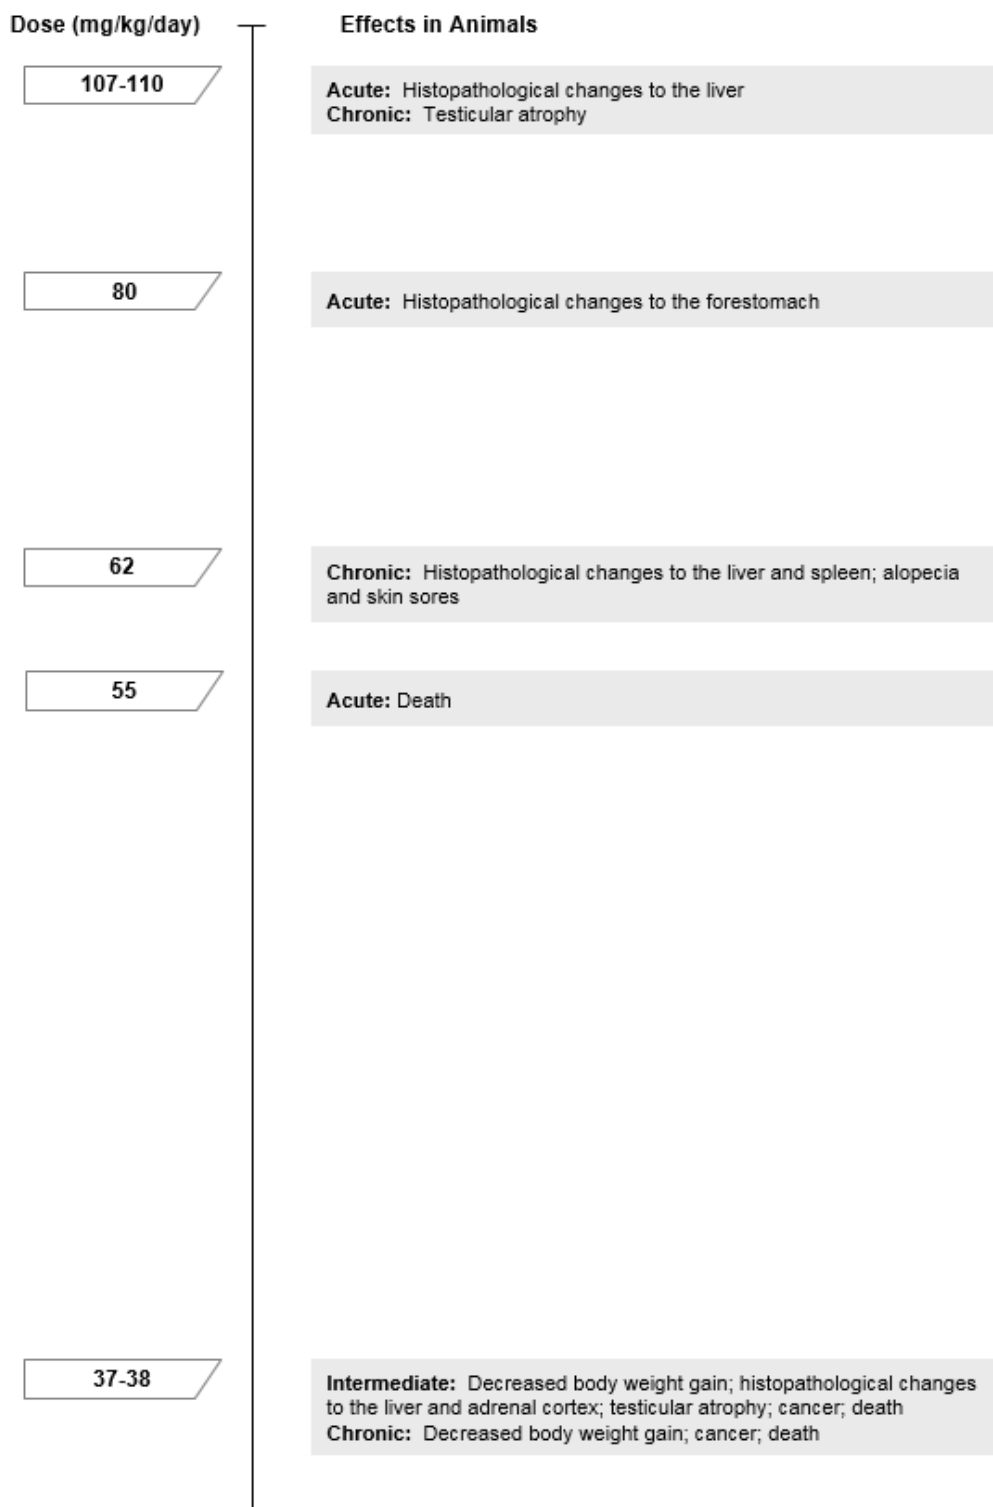 Dose (mg/kg/day) Effects in Animals
107-110
Acute: Histopathological changes to the liver
Chronic: Testicular atrophy
80
Acute: Histopathological changes to the forestomach
62
Chronic: Histopathological changes to the liver and spleen; alopecia
and skin sores
55
Acute: Death
37-38
Intermediate: Decreased body weight gain; histopathological changes
to the liver and adrenal cortex; testicular atrophy; cancer; death
Chronic: Decreased body weight gain; cancer; death